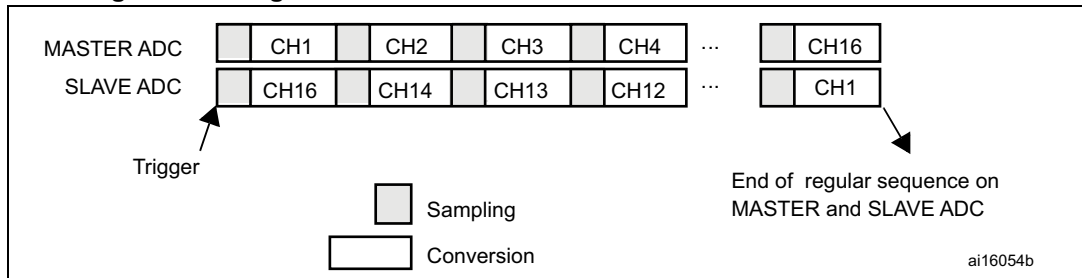 MASTER ADC CH1 CH2 CH3 CH4 ... CH16
SLAVE ADC CH16 CH14 CH13 CH12 ... CH1
Trigger
End of regular sequence on
MASTER and SLAVE ADC
Sampling
Conversion
ai16054b